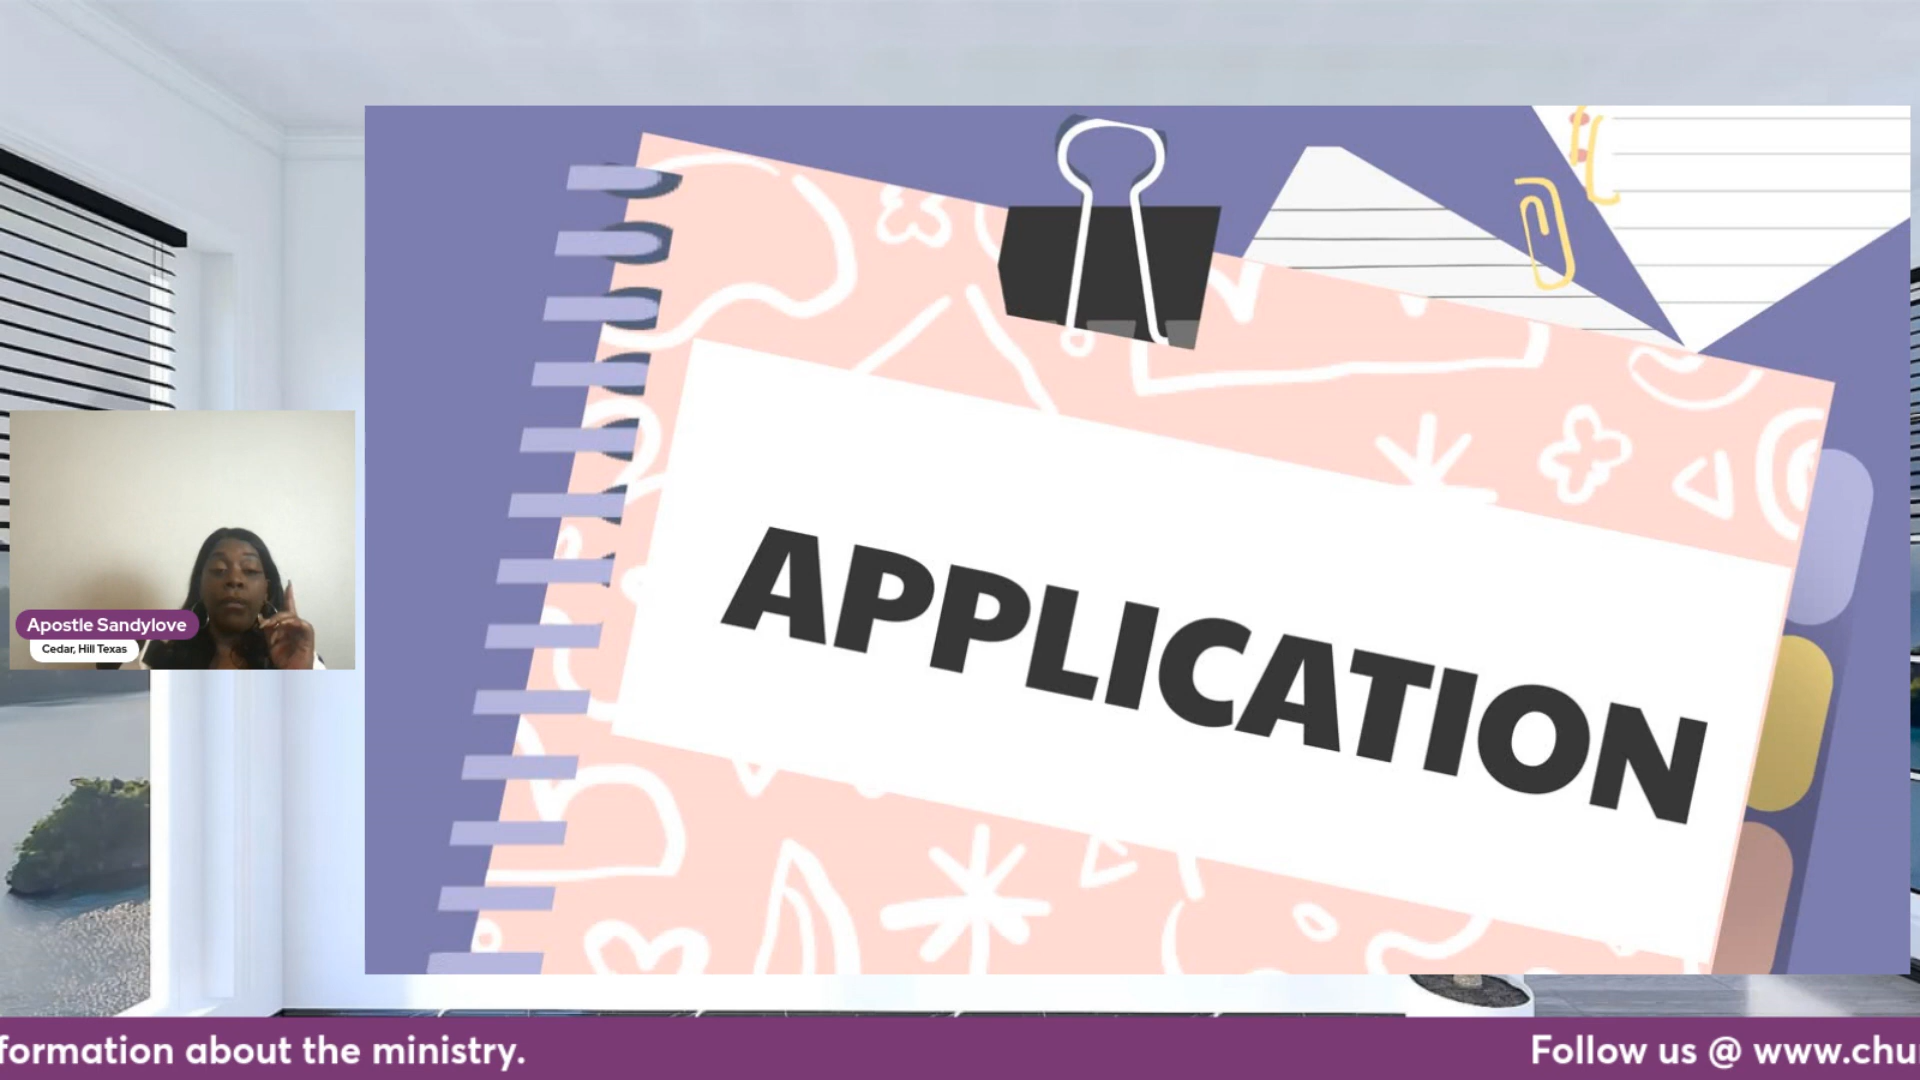 APPLICATION
Apostle Sandylove
Cedar, Hill Texas
formation about the ministry.
Follow us @ www.chu